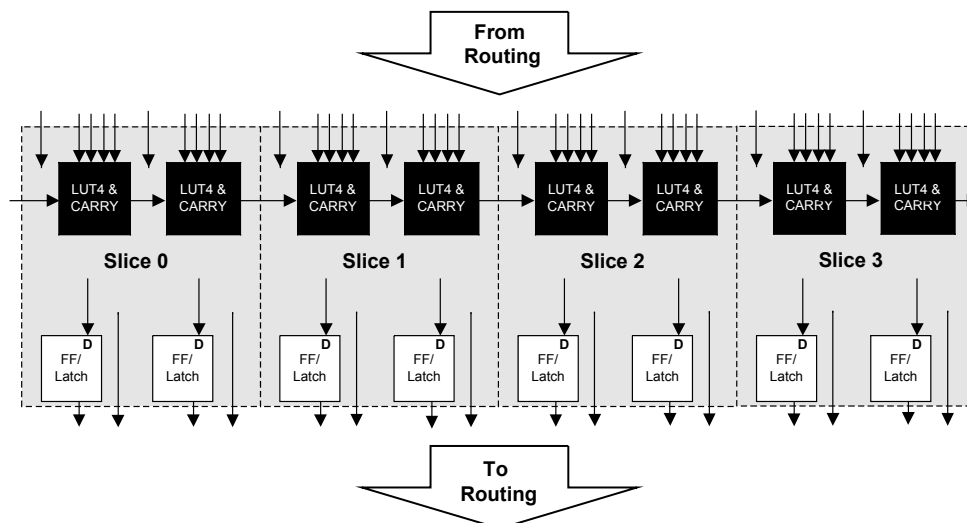 From
Routing
LUT4 &
CARRY
LUT4 &
CARRY
LUT4 &
CARRY
LUT4 &
CARRY
LUT4 &
CARRY
LUT4 &
CARRY
LUT4 &
CARRY
LUT4 &
CARRY
Slice 0
Slice 1
Slice 2
Slice 3
D
FF/
Latch
D
FF/
Latch
D
FF/
Latch
D
FF/
Latch
D
FF/
Latch
D
FF/
Latch
D
FF/
Latch
D
FF/
Latch
To
Routing